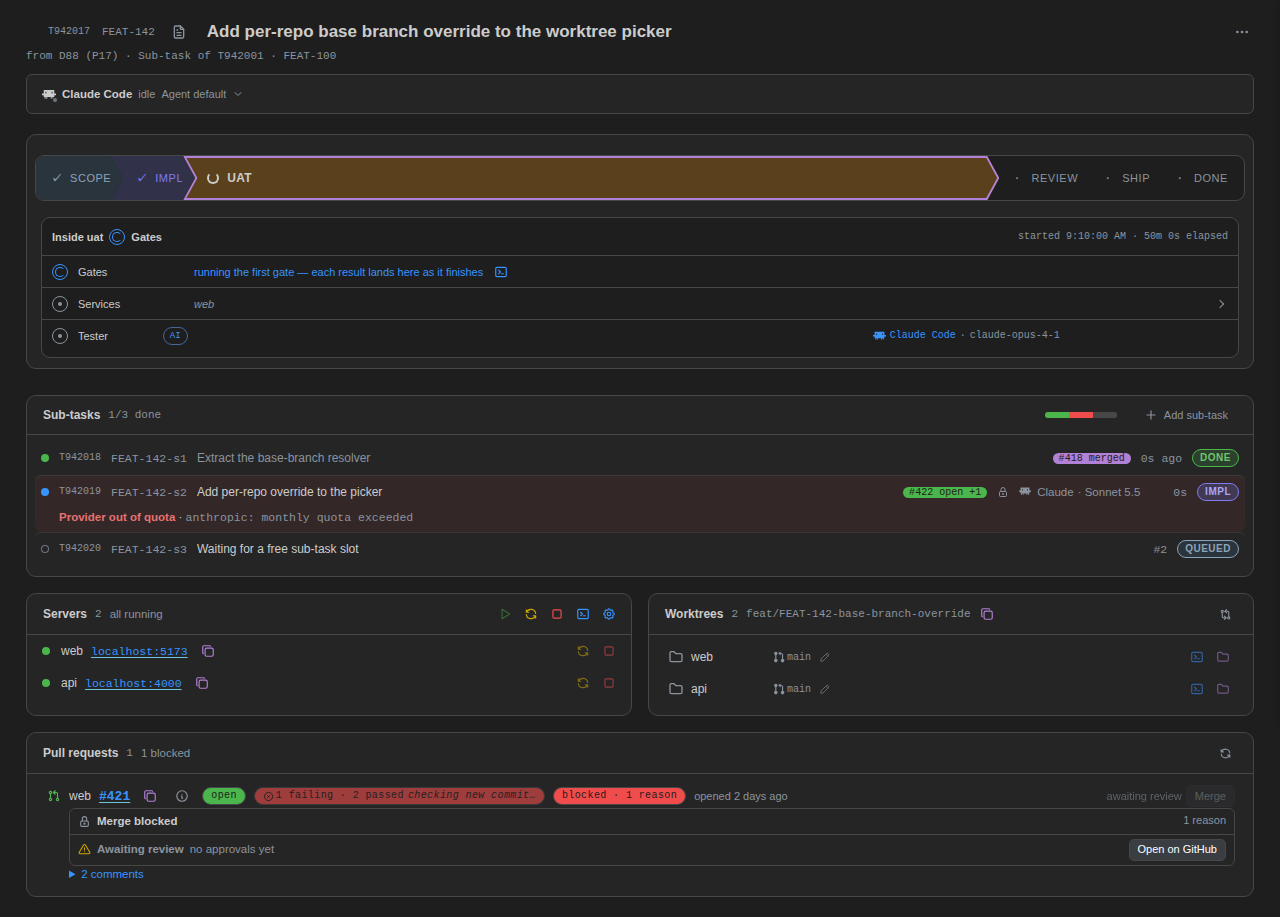 T942017 FEAT-142 Add per-repo base branch override to the worktree picker
from D88 (P17) · Sub-task of T942001 · FEAT-100
Claude Code idle Agent default
SCOPE IMPL UAT REVIEW SHIP DONE
Inside uat Gates started 9:10:00 AM · 50m 0s elapsed
Gates running the first gate — each result lands here as it finishes
Services web
Tester AI Claude Code · claude-opus-4-1
Sub-tasks 1/3 done Add sub-task
T942018 FEAT-142-s1 Extract the base-branch resolver #418 merged 0s ago DONE
T942019 FEAT-142-s2 Add per-repo override to the picker #422 open +1 Claude · Sonnet 5.5 0s IMPL
Provider out of quota · anthropic: monthly quota exceeded
T942020 FEAT-142-s3 Waiting for a free sub-task slot #2 QUEUED
Servers 2 all running
web localhost:5173
api localhost:4000
Worktrees 2 feat/FEAT-142-base-branch-override
web main
api main
Pull requests 1 1 blocked
web #421 open 1 failing · 2 passed checking new commit… blocked · 1 reason opened 2 days ago awaiting review Merge
Merge blocked 1 reason
Awaiting review no approvals yet Open on GitHub
2 comments